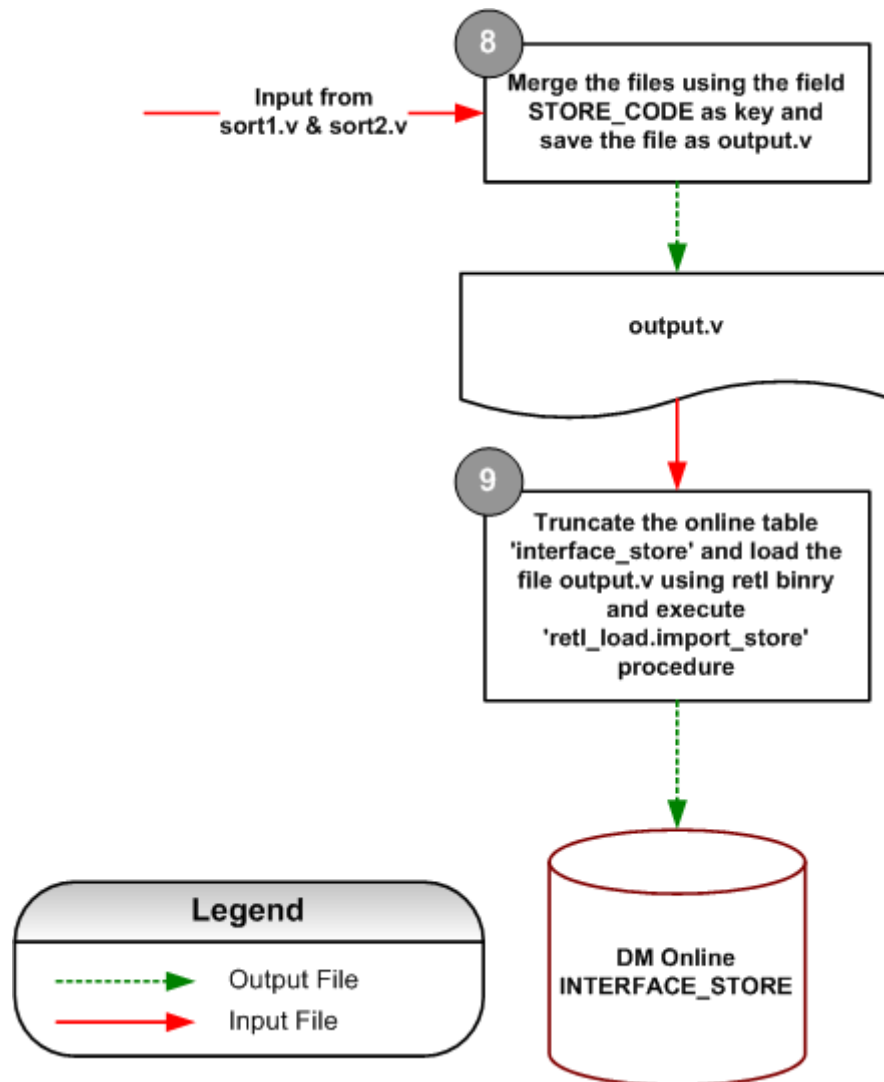 8
Merge the files using the field
STORE_CODE as key and
save the file as output.v
Input from
sort1.v & sort2.v
output.v
9
Truncate the online table
'interface_store' and load the
file output.v using retl binry
and execute
'retl_load.import_store'
procedure
Legend
Output File
Input File
DM Online
INTERFACE_STORE